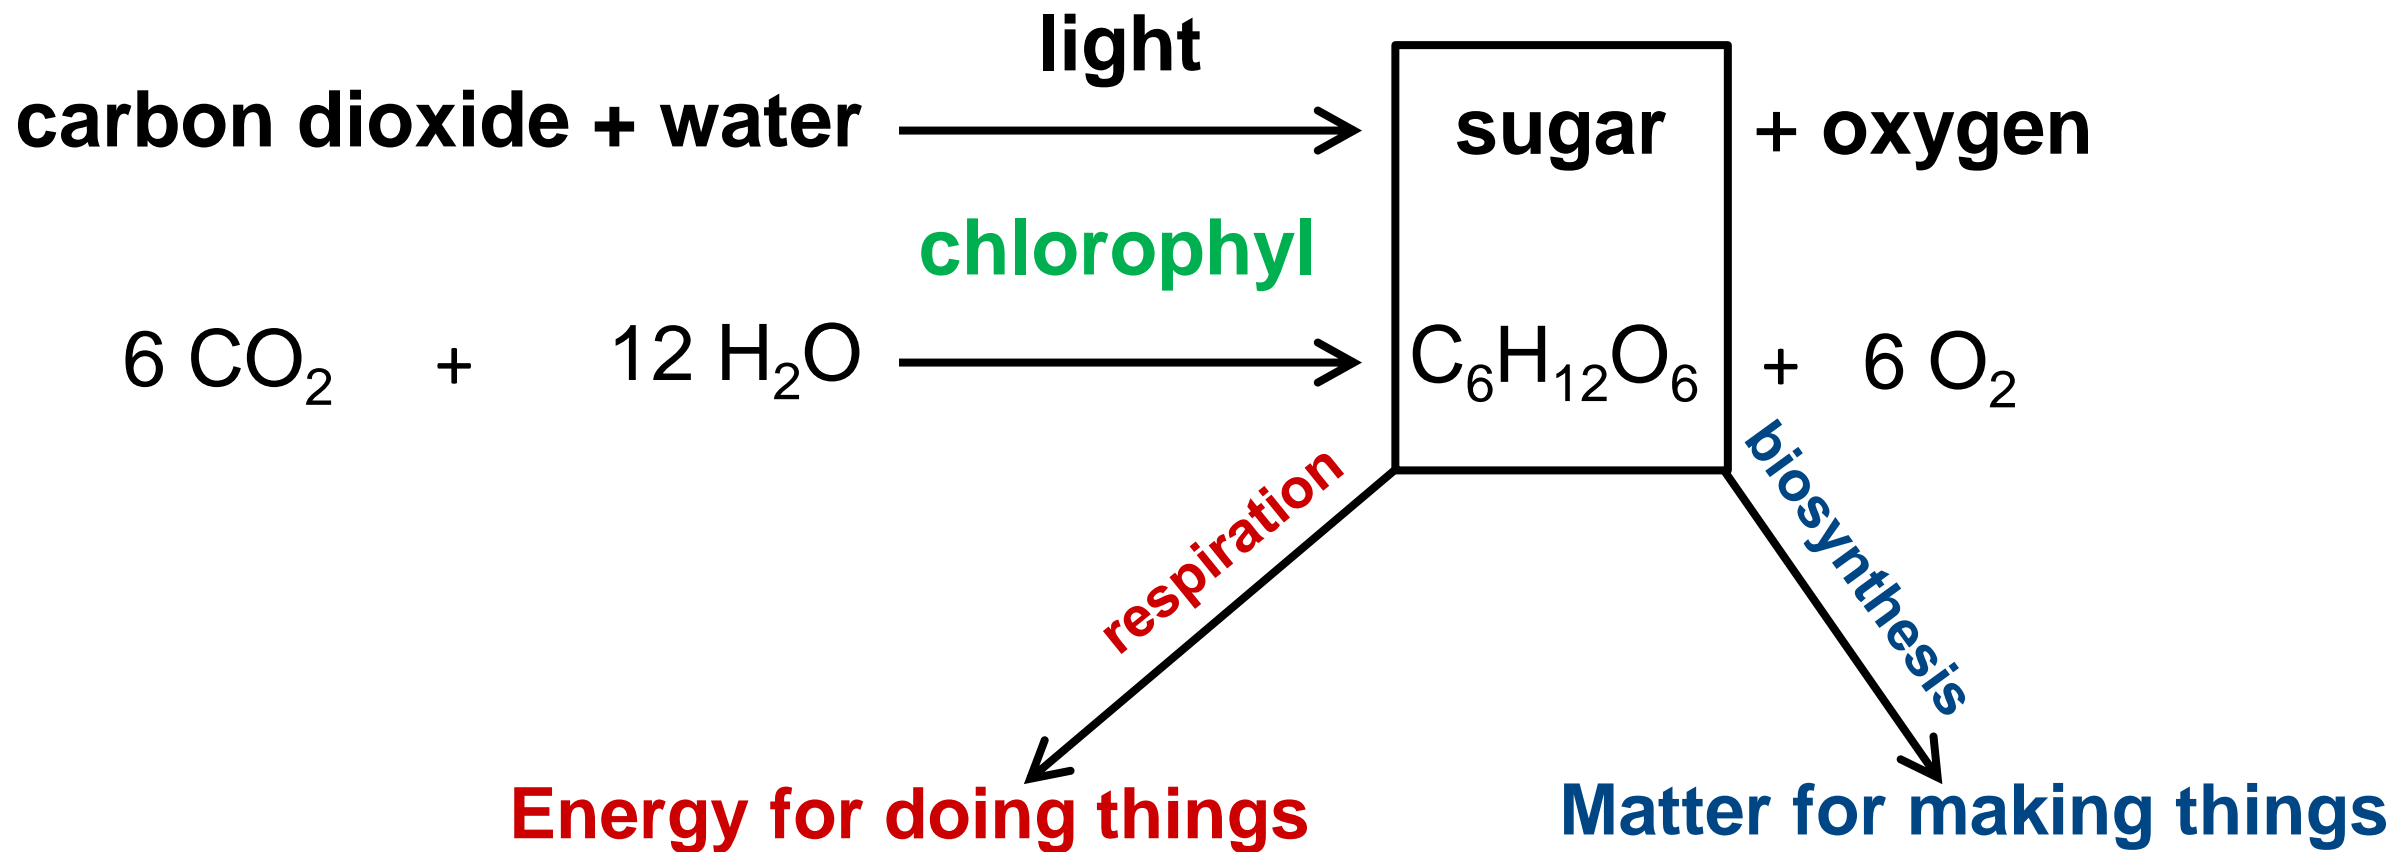 light
carbon dioxide + water sugar + oxygen
chlorophyl
6 CO₂ + 12 H₂O C₆H₁₂O₆ + 6 O₂
respiration
biosynthesis
Energy for doing things
Matter for making things